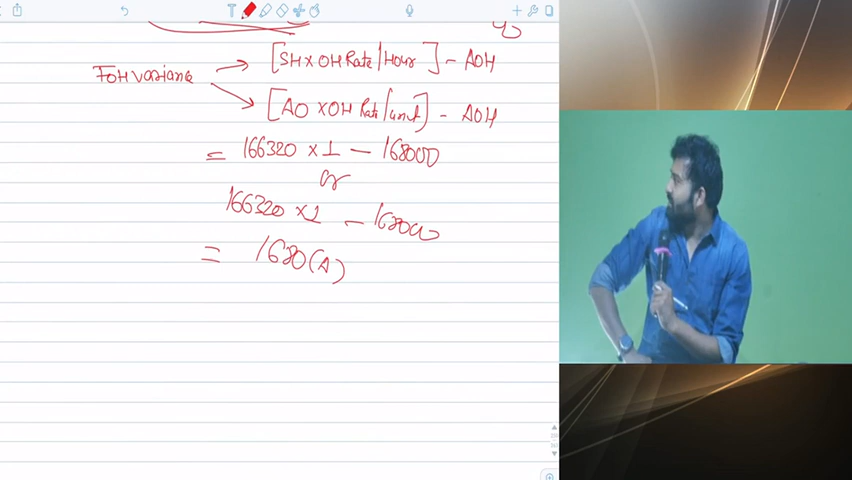 FOH variance → [SH x OH Rate/Hour] - AOH
→ [AO x OH Rate/unit] - AOH
= 166320 x 1 - 168000
or
166320 x 1 - 168000
= 1680 (A)